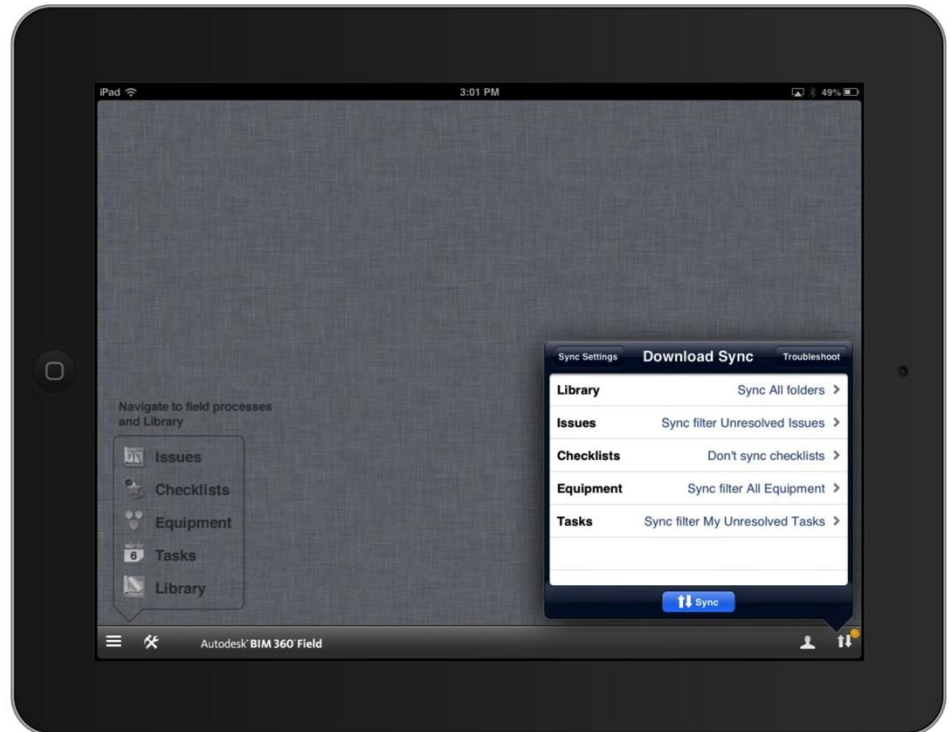 iPad
3:01 PM
49%
Sync Settings
Download Sync
Troubleshoot
Library Sync All folders >
Issues Sync filter Unresolved Issues >
Checklists Don't sync checklists >
Equipment Sync filter All Equipment >
Tasks Sync filter My Unresolved Tasks >
Sync
Navigate to field processes
and Library
Issues
Checklists
Equipment
6 Tasks
Library
Autodesk® BIM 360® Field